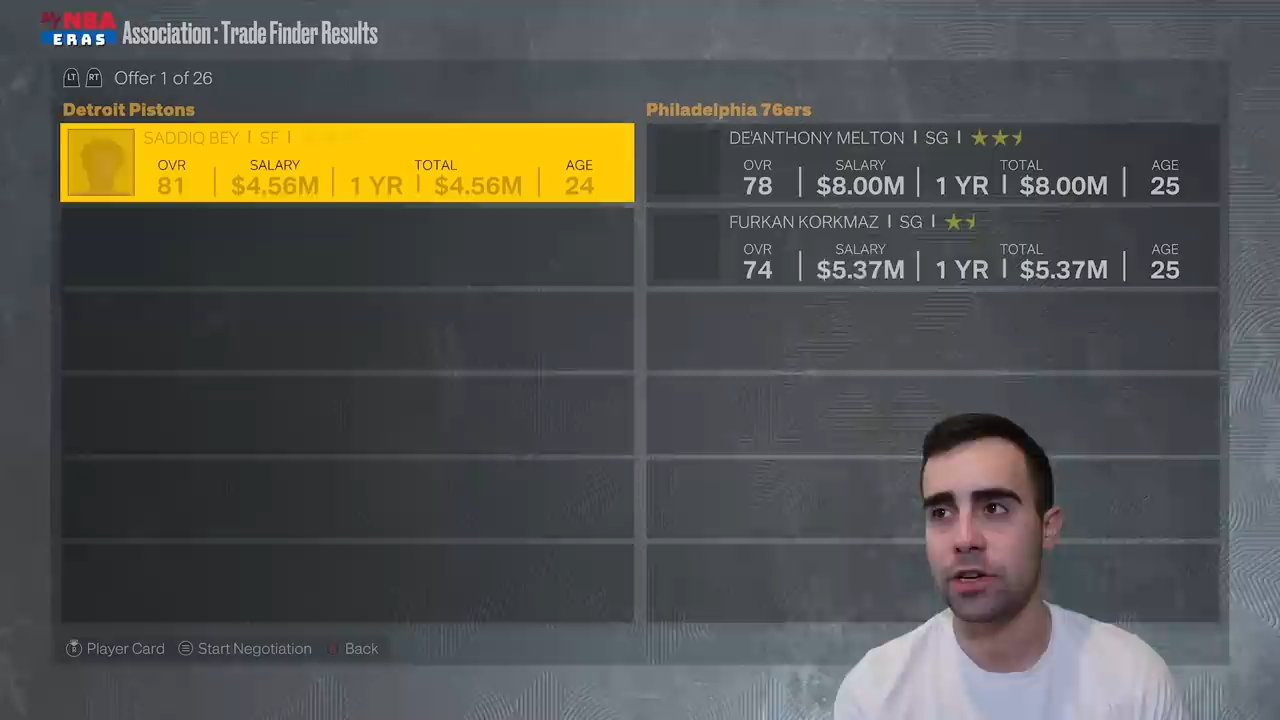 MyNBA ERAS Association : Trade Finder Results
LT RT Offer 1 of 26
Detroit Pistons
SADDIQ BEY | SF |
OVR SALARY TOTAL AGE
81 $4.56M 1 YR $4.56M 24
Philadelphia 76ers
DE'ANTHONY MELTON | SG |
OVR SALARY TOTAL AGE
78 $8.00M 1 YR $8.00M 25
FURKAN KORKMAZ | SG |
OVR SALARY TOTAL AGE
74 $5.37M 1 YR $5.37M 25
Player Card Start Negotiation Back